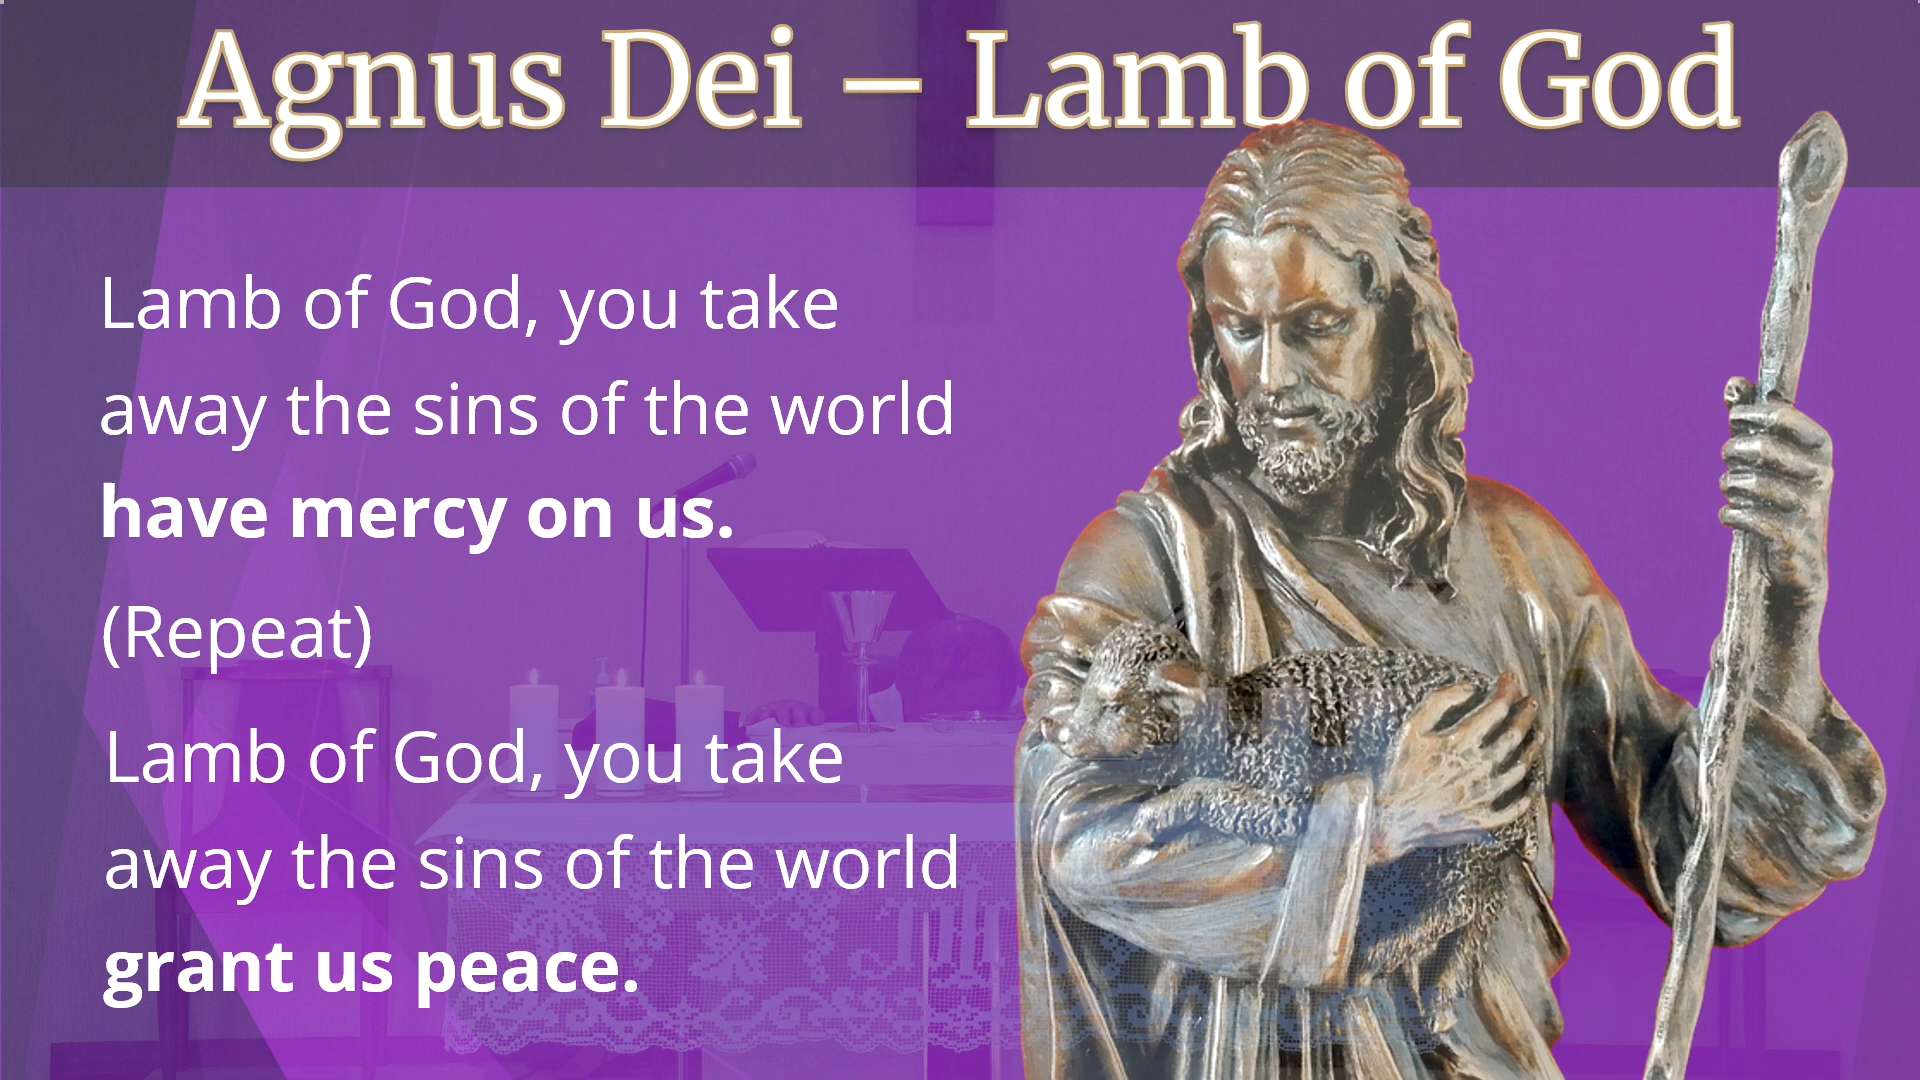 Agnus Dei – Lamb of God
Lamb of God, you take
away the sins of the world
have mercy on us.
(Repeat)
Lamb of God, you take
away the sins of the world
grant us peace.